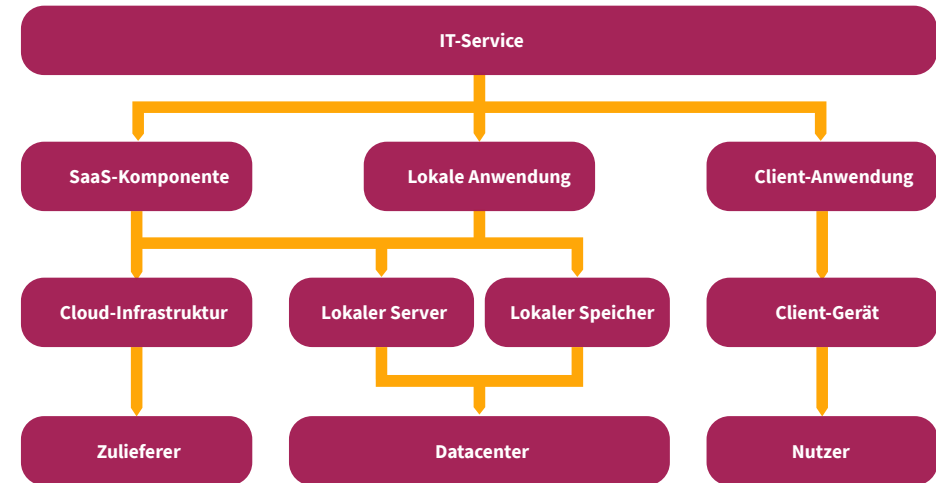 IT-Service
SaaS-Komponente
Lokale Anwendung
Client-Anwendung
Cloud-Infrastruktur
Lokaler Server
Lokaler Speicher
Client-Gerät
Zulieferer
Datacenter
Nutzer